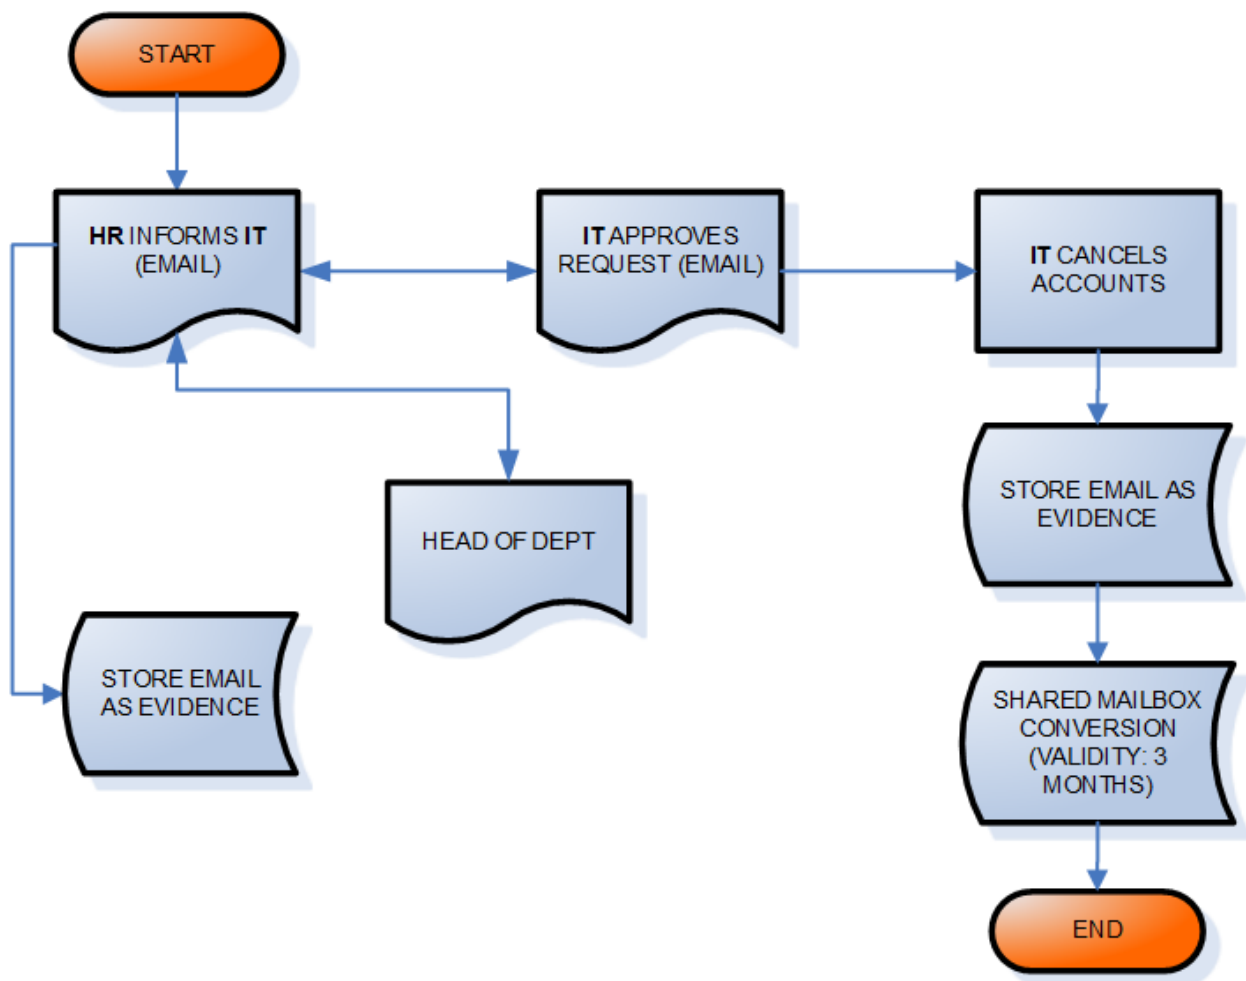 START
HR INFORMS IT
(EMAIL)
IT APPROVES
REQUEST (EMAIL)
IT CANCELS
ACCOUNTS
HEAD OF DEPT
STORE EMAIL AS
EVIDENCE
STORE EMAIL
AS EVIDENCE
SHARED MAILBOX
CONVERSION
(VALIDITY: 3
MONTHS)
END